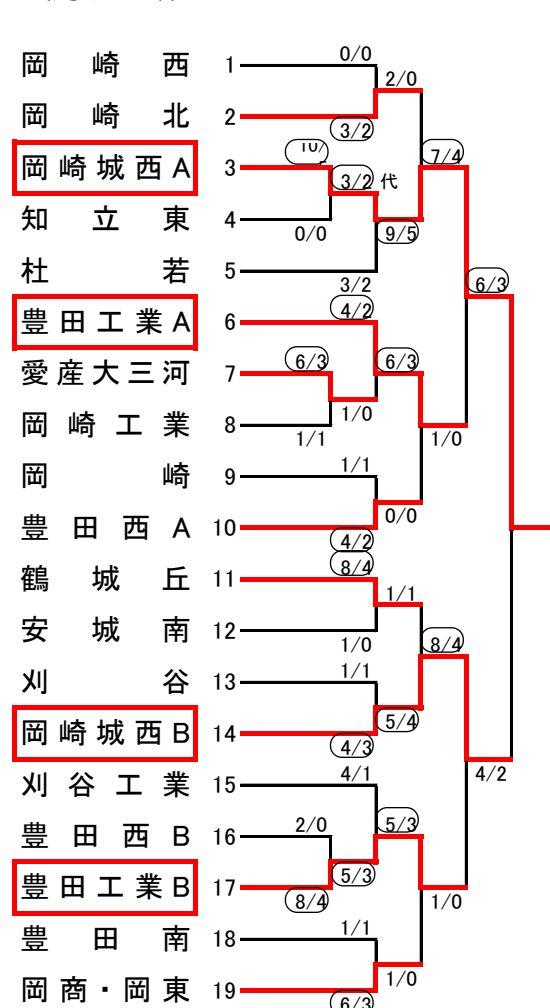 岡崎西 1 0/0
2/0
岡崎北 2 3/2
岡崎城西A 3 7/4
3/2 代
知立東 4 0/0 9/5
杜若 5 3/2
6/3
豊田工業A 6 4/2
愛産大三河 7 6/3 6/3
1/0
岡崎工業 8 1/1 1/0
岡崎 9 1/1
0/0
豊田西A 10 4/2
鶴城丘 11 8/4
1/1
安城南 12 1/0 8/4
刈谷 13 1/1
5/4
岡崎城西B 14 4/3
4/2
刈谷工業 15 4/1
豊田西B 16 2/0 5/3
5/3
豊田工業B 17 8/4 1/0
豊田南 18 1/1
1/0
岡商・岡東 19 6/3